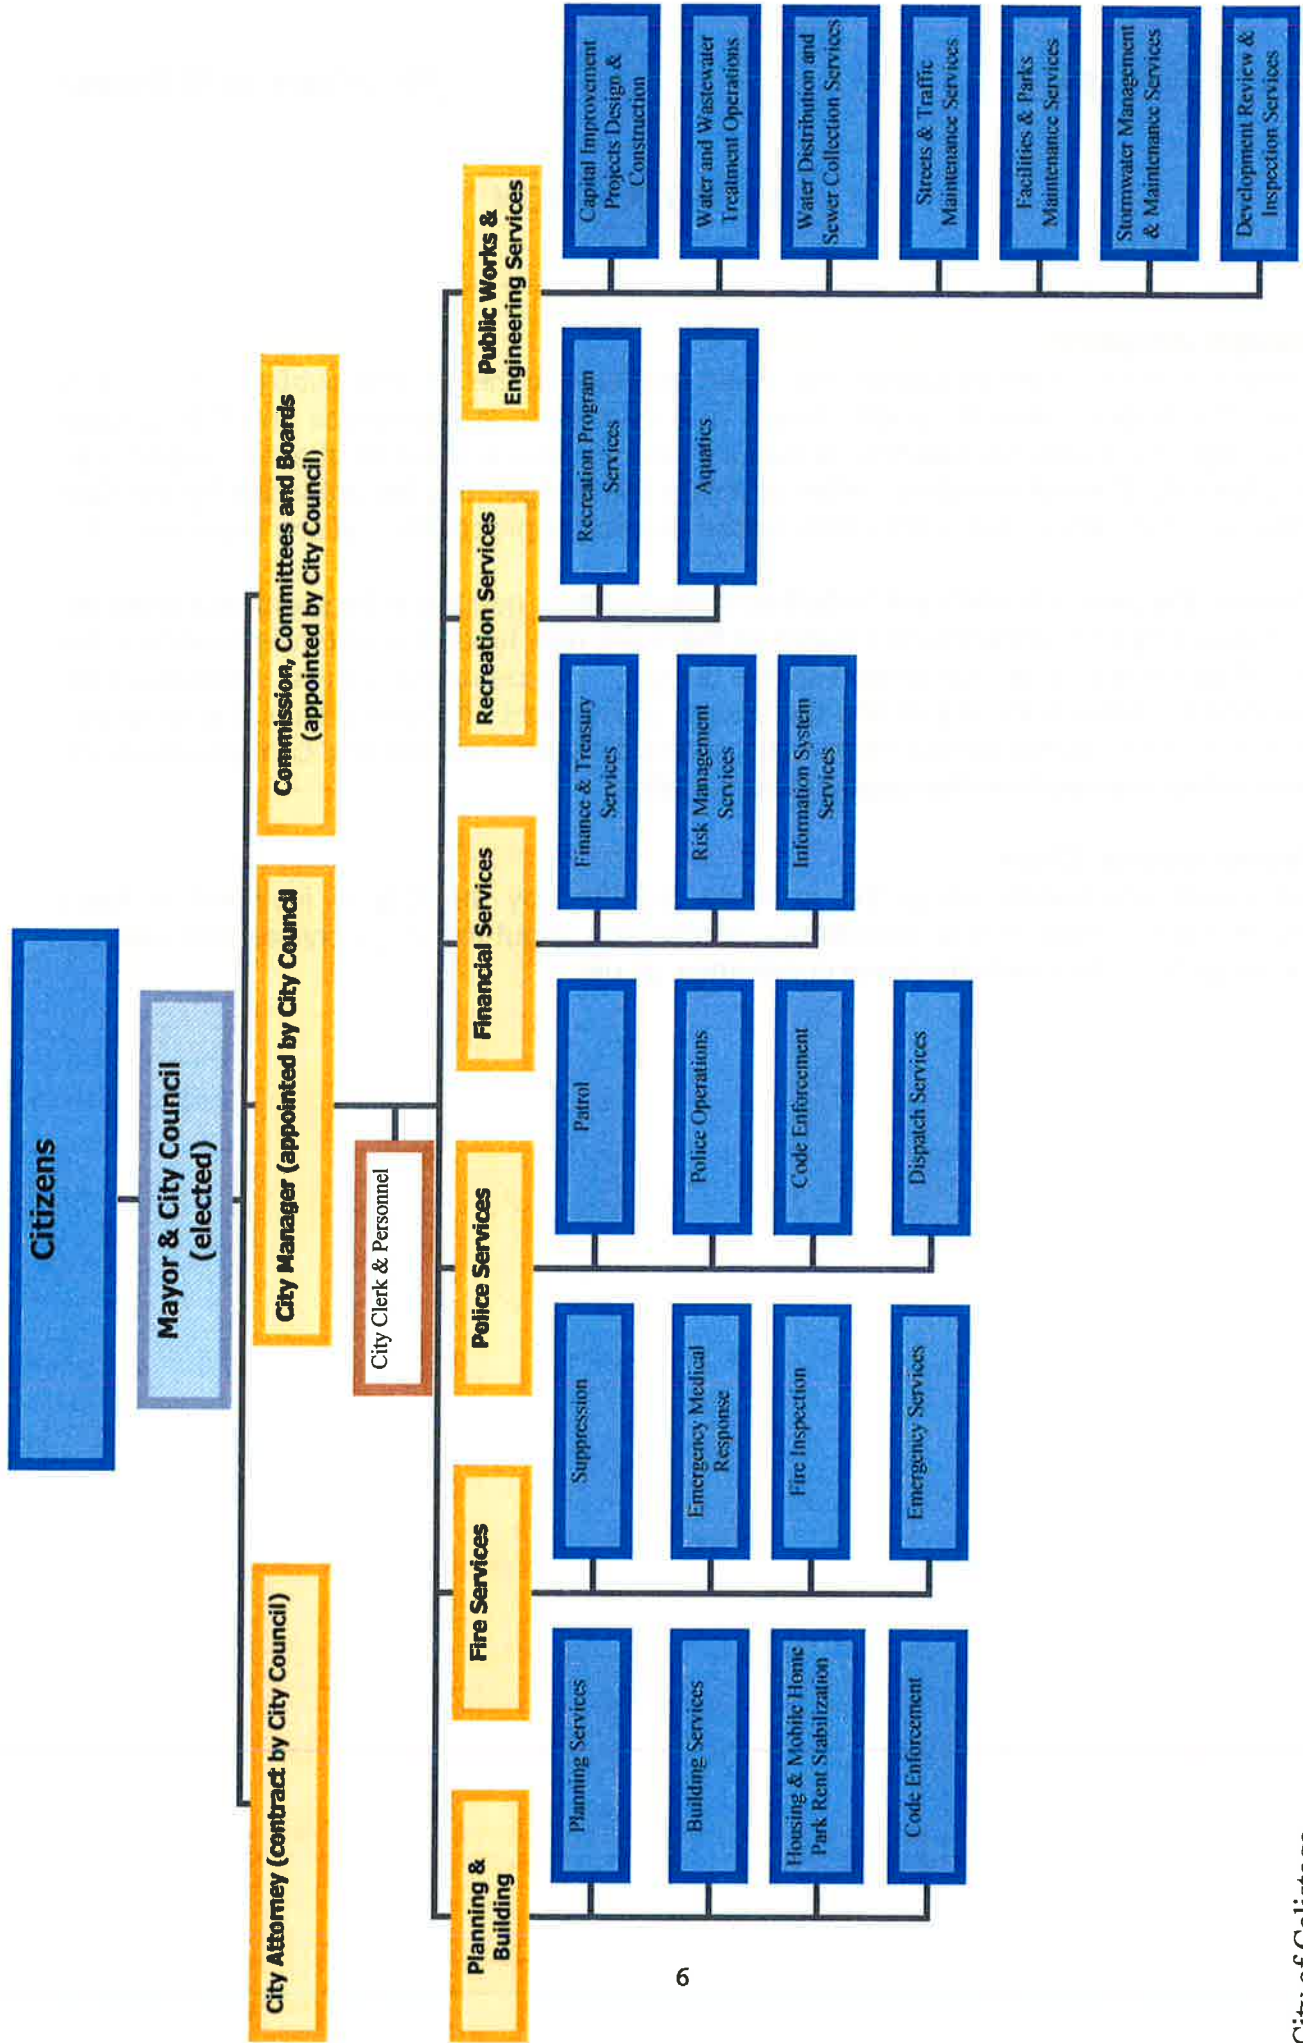 Citizens
Mayor & City Council
(elected)
City Attorney (contract by City Council)
City Manager (appointed by City Council
Commission, Committees and Boards
(appointed by City Council)
City Clerk & Personnel
Planning &
Building
Planning Services
Building Services
Housing & Mobile Home
Park Rent Stabilization
Code Enforcement
Fire Services
Suppression
Emergency Medical
Response
Fire Inspection
Emergency Services
Police Services
Patrol
Police Operations
Code Enforcement
Dispatch Services
Financial Services
Finance & Treasury
Services
Risk Management
Services
Information System
Services
Recreation Services
Recreation Program
Services
Aquatics
Public Works &
Engineering Services
Capital Improvement
Projects Design &
Construction
Water and Wastewater
Treatment Operations
Water Distribution and
Sewer Collection Services
Streets & Traffic
Maintenance Services
Facilities & Parks
Maintenance Services
Stormwater Management
& Maintenance Services
Development Review &
Inspection Services
6
City of Calistoga